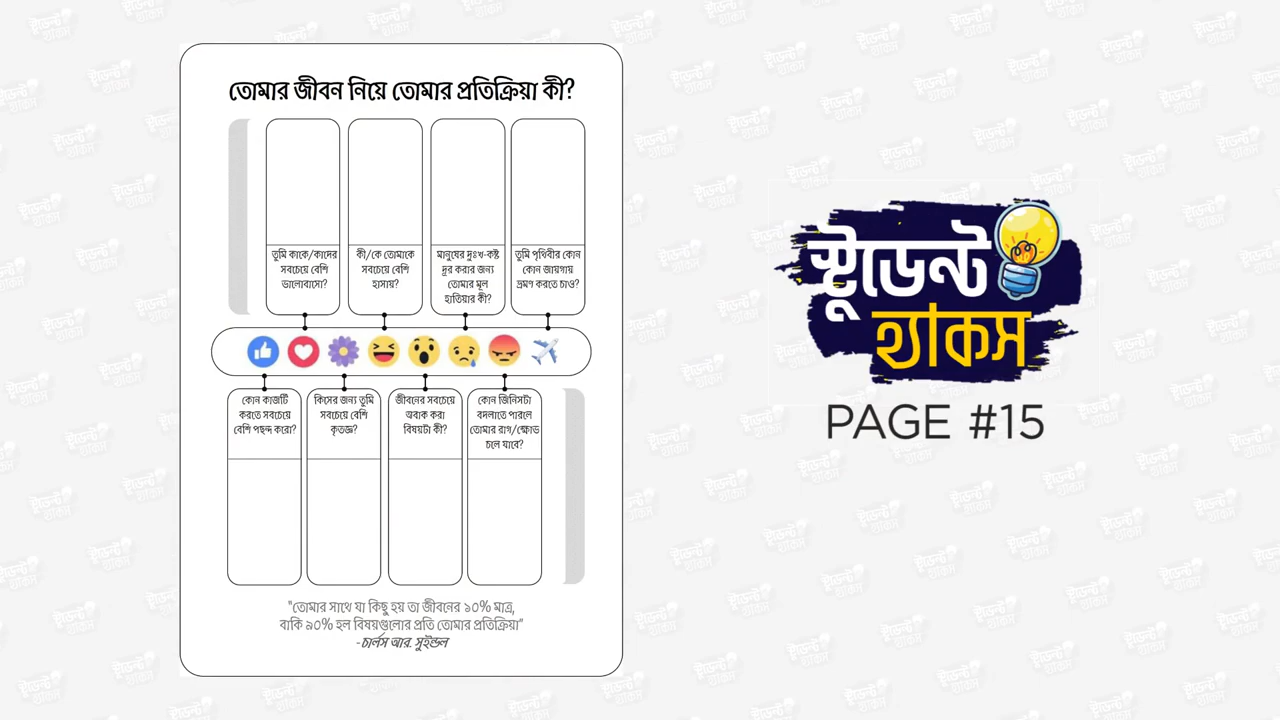 তোমার জীবন নিয়ে তোমার প্রতিক্রিয়া কী?
তুমি কাকে/কাদের
সবচেয়ে বেশি
ভালোবাসো?
কী/কে তোমাকে
সবচেয়ে বেশি
হাসায়?
মানুষের দুঃখ-কষ্ট
দূর করার জন্য
তোমার মূল
হাতিয়ার কী?
তুমি পৃথিবীর কোন
কোন জায়গায়
ভ্রমণ করতে চাও?
কোন কাজটি
করতে সবচেয়ে
বেশি পছন্দ করো?
কিসের জন্য তুমি
সবচেয়ে বেশি
কৃতজ্ঞ?
জীবনের সবচেয়ে
অবাক করা
বিষয়টা কী?
কোন জিনিসটা
বদলাতে পারলে
তোমার রাগ/ক্ষোভ
চলে যাবে?
"তোমার সাথে যা কিছু হয় তা জীবনের ১০% মাত্র,
বাকি ৯০% হল বিষয়গুলোর প্রতি তোমার প্রতিক্রিয়া"
-চার্লস আর. সুইন্ডল
স্টুডেন্ট
হ্যাকস
PAGE #15